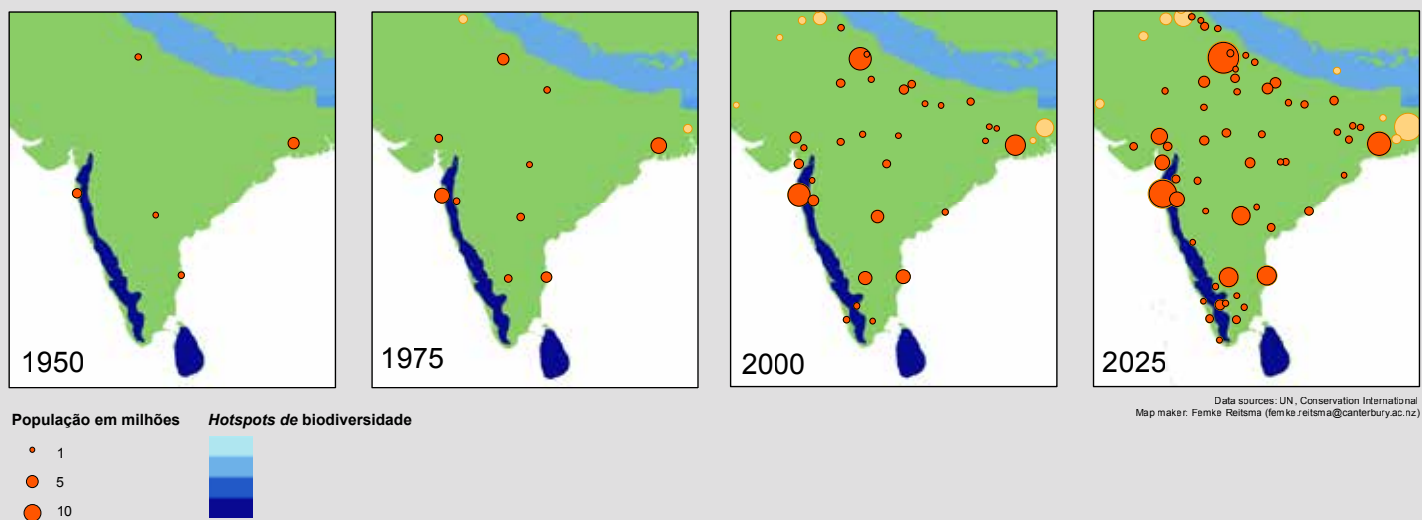 1950
1975
2000
2025
Data sources: UN, Conservation International
Map maker: Femke Reitsma (femke.reitsma@canterbury.ac.nz)
População em milhões
Hotspots de biodiversidade
1
5
10